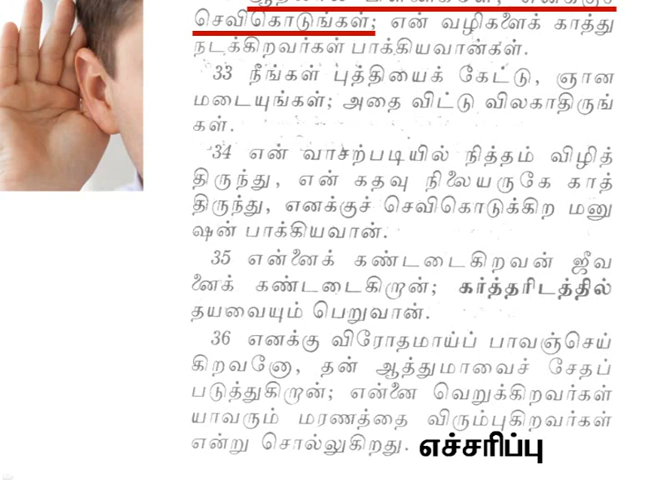 எனக்குச்
செவிகொடுங்கள்; என் வழிகளைக் காத்து
நடக்கிறவர்கள் பாக்கியவான்கள்.
33 நீங்கள் புத்தியைக் கேட்டு, ஞான
மடையுங்கள்; அதை விட்டு விலகாதிருங்
கள்.
34 என் வாசற்படியில் நித்தம் விழித்
திருந்து, என் கதவு நிலையருகே காத்
திருந்து, எனக்குச் செவிகொடுக்கிற மனு
ஷன் பாக்கியவான்.
35 என்னைக் கண்டடைகிறவன் ஜீவ
னைக் கண்டடைகிறான்; கர்த்தரிடத்தில்
தயவையும் பெறுவான்.
36 எனக்கு விரோதமாய்ப் பாவஞ்செய்
கிறவனோ, தன் ஆத்துமாவைச் சேதப்
படுத்துகிறான்; என்னை வெறுக்கிறவர்கள்
யாவரும் மரணத்தை விரும்புகிறவர்கள்
என்று சொல்லுகிறது. எச்சரிப்பு